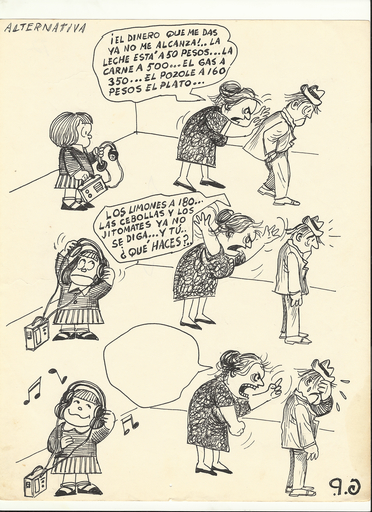 ALTERNATIVA
¡EL DINERO QUE ME DAS
YA NO ME ALCANZA!..LA
LECHE ESTA' A 50 PESOS...LA
CARNE A 500...EL GAS A
350...EL POZOLE A 160
PESOS EL PLATO...
LOS LIMONES A 180...
LAS CEBOLLAS Y LOS
JITOMATES YA NO
SE DIGA...Y TÚ..
¿QUÉ HACES?